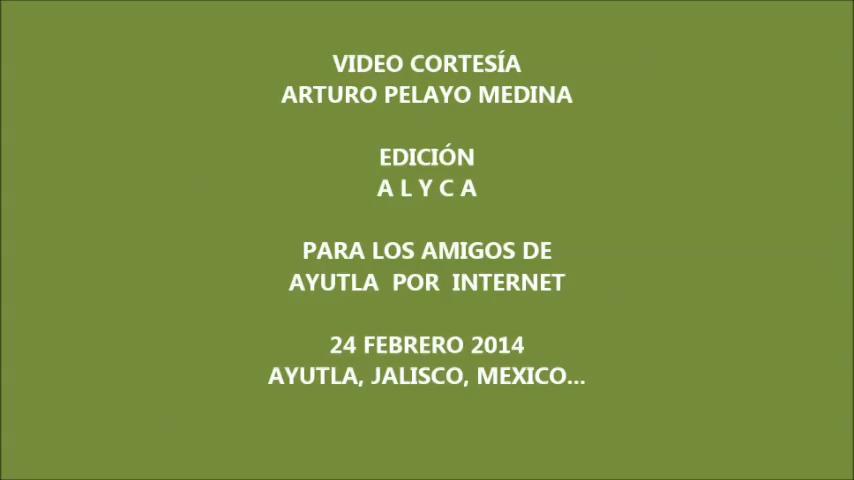 VIDEO CORTESÍA
ARTURO PELAYO MEDINA
EDICIÓN
A L Y C A
PARA LOS AMIGOS DE
AYUTLA POR INTERNET
24 FEBRERO 2014
AYUTLA, JALISCO, MEXICO...